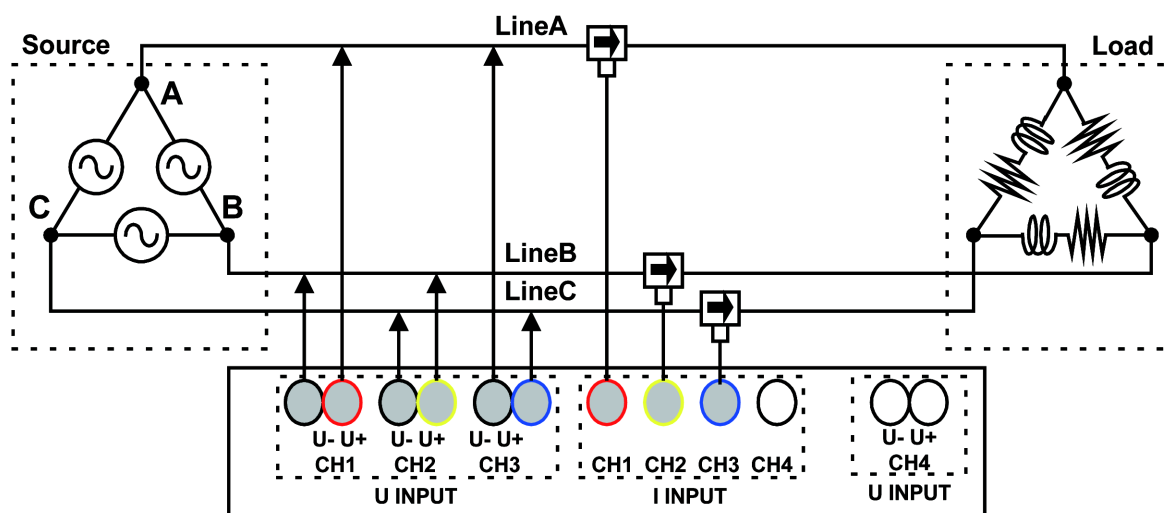 LineA
Source
Load
A
C
B
LineB
LineC
U- U+ U- U+ U- U+
CH1 CH2 CH3
U INPUT
CH1 CH2 CH3 CH4
I INPUT
U- U+
CH4
U INPUT